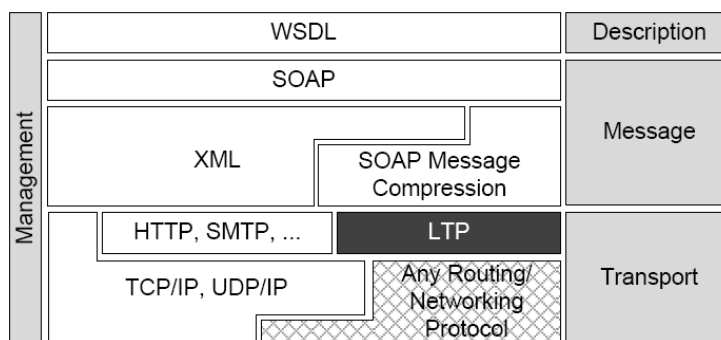 Management
WSDL
Description
SOAP
Message
XML
SOAP Message
Compression
HTTP, SMTP, ...
LTP
Transport
TCP/IP, UDP/IP
Any Routing/
Networking
Protocol